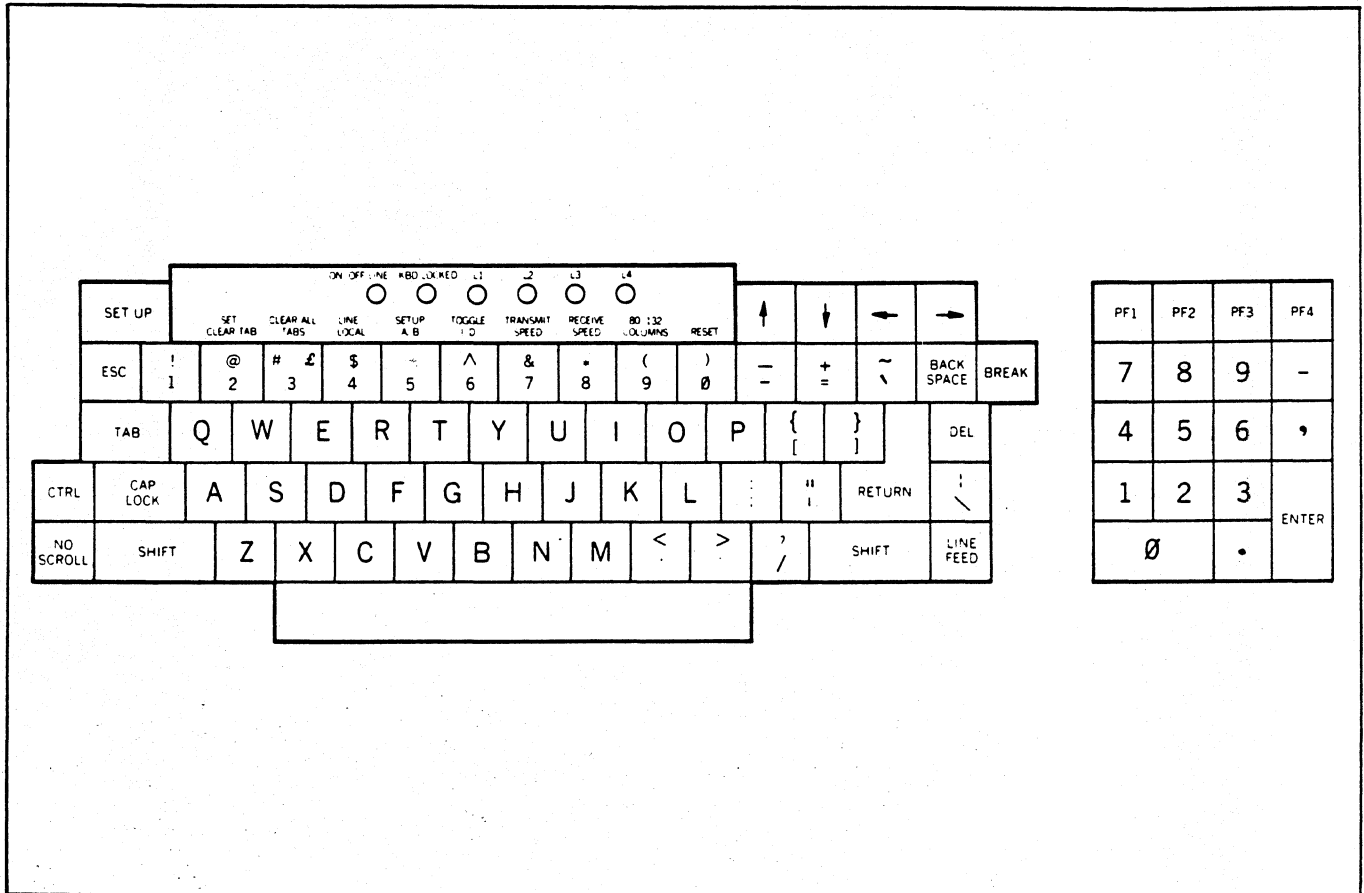 ON/OFF LINE KBD LOCKED L1 L2 L3 L4
SET UP
SET CLEAR ALL LINE SETUP TOGGLE TRANSMIT RECEIVE 80/132
CLEAR TAB TABS LOCAL A/B SPEED SPEED COLUMNS RESET
↑ ↓ ← →
PF1 PF2 PF3 PF4
! @ # £ $ ^ & * ( ) — + ~
ESC 1 2 3 4 5 6 7 8 9 0 - = \ BACK SPACE BREAK
7 8 9 -
TAB Q W E R T Y U I O P { [ } ] DEL
4 5 6 ,
CTRL CAP LOCK A S D F G H J K L " ' RETURN ¦ \
1 2 3 ENTER
NO SCROLL SHIFT Z X C V B N M < > ? / SHIFT LINE FEED
0 .